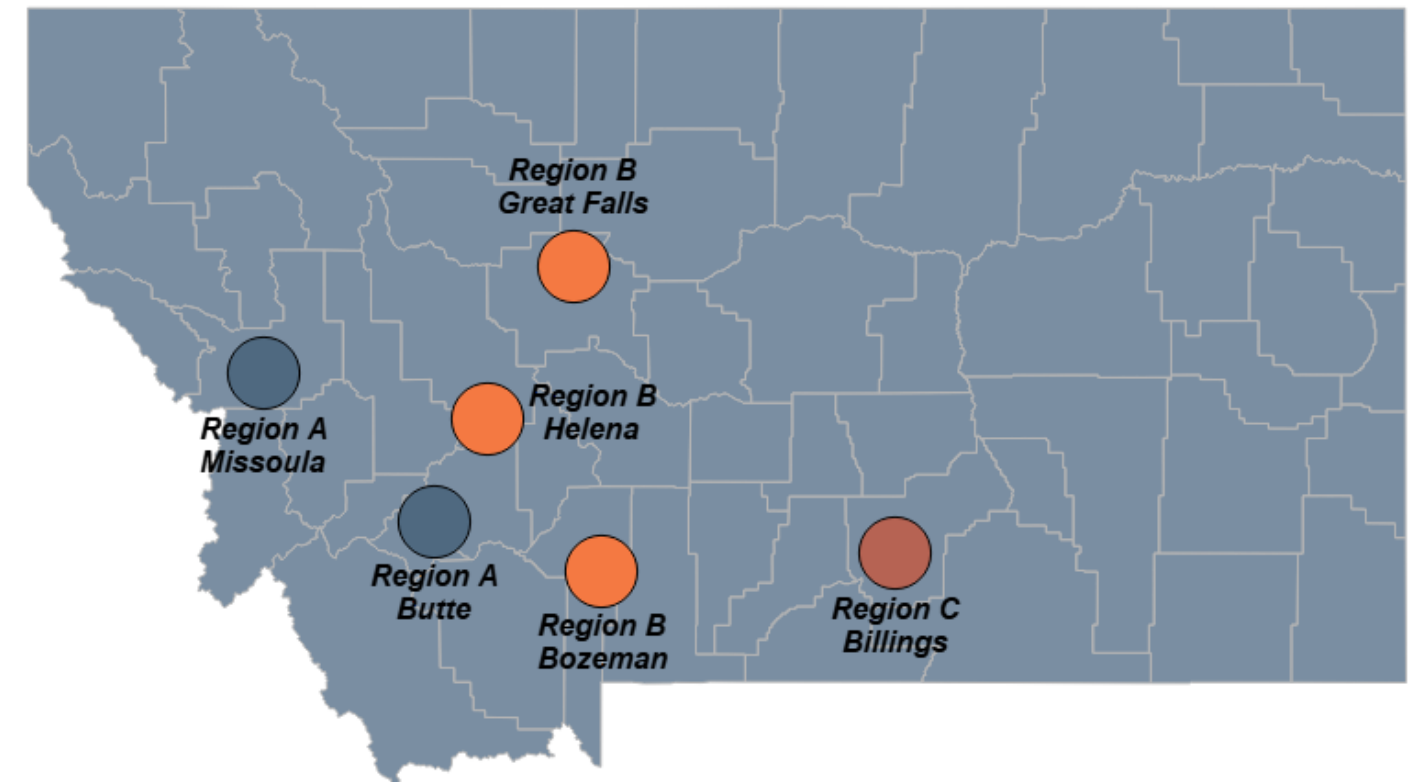 Region B
Great Falls
Region B
Helena
Region A
Missoula
Region A
Butte
Region B
Bozeman
Region C
Billings